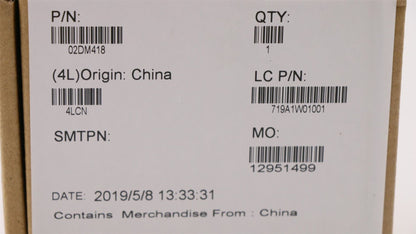 P/N: QTY:
02DM418 1
(4L)Origin: China LC P/N:
4LCN 719A1W01001
SMTPN: MO:
12951499
DATE: 2019/5/8 13:33:31
Contains Merchandise From : China